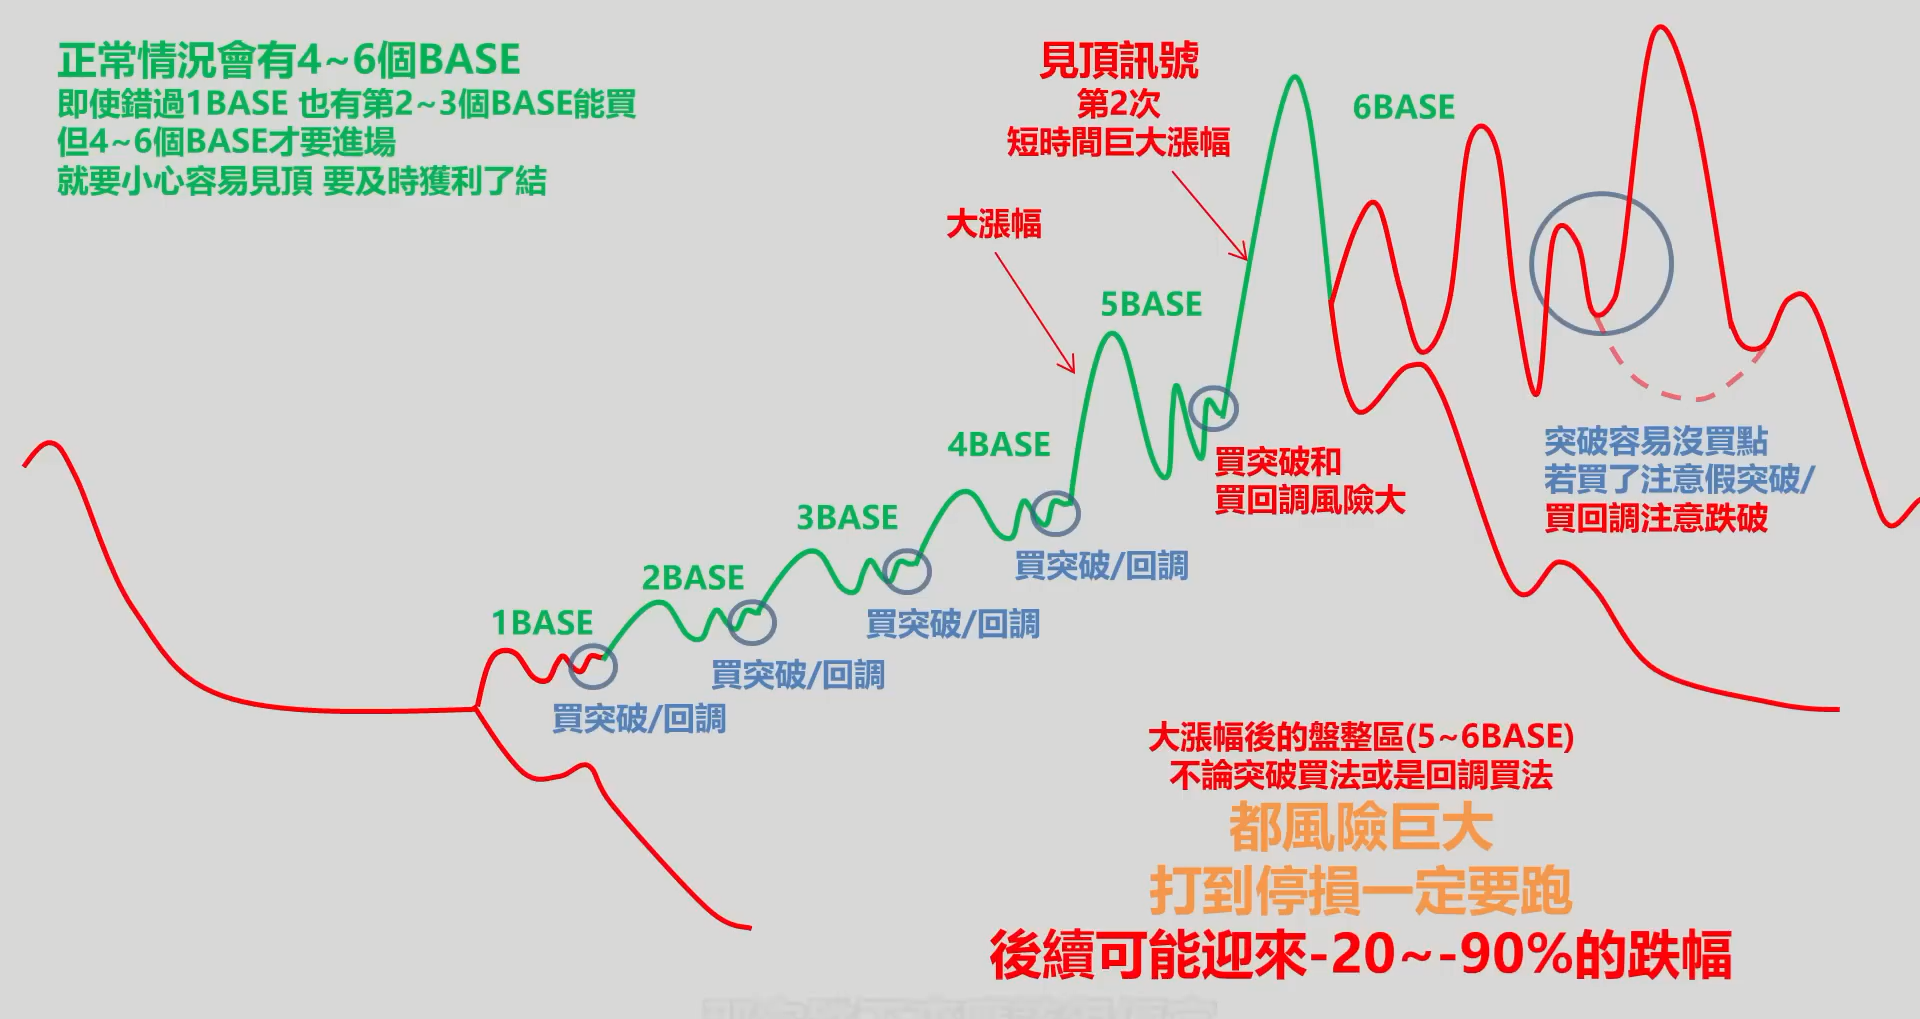 正常情況會有4~6個BASE
即使錯過1BASE 也有第2~3個BASE能買
但4~6個BASE才要進場
就要小心容易見頂 要及時獲利了結
見頂訊號
第2次
短時間巨大漲幅
大漲幅
6BASE
5BASE
4BASE
3BASE
2BASE
1BASE
買突破和
買回調風險大
突破容易沒買點
若買了注意假突破/
買回調注意跌破
買突破/回調
買突破/回調
買突破/回調
買突破/回調
大漲幅後的盤整區(5~6BASE)
不論突破買法或是回調買法
都風險巨大
打到停損一定要跑
後續可能迎來-20~-90%的跌幅